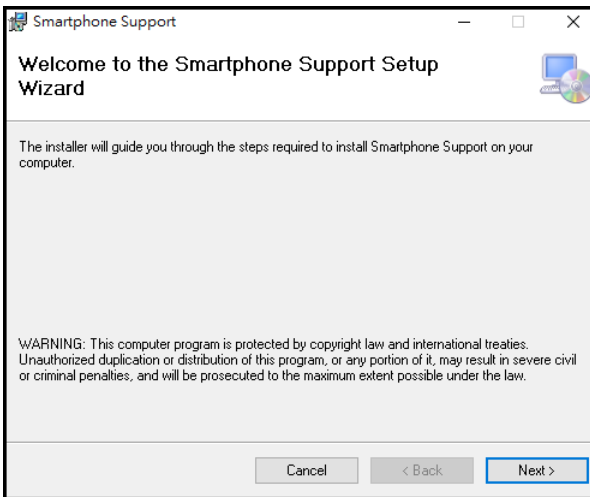 Smartphone Support
Welcome to the Smartphone Support Setup
Wizard
The installer will guide you through the steps required to install Smartphone Support on your
computer.
WARNING: This computer program is protected by copyright law and international treaties.
Unauthorized duplication or distribution of this program, or any portion of it, may result in severe civil
or criminal penalties, and will be prosecuted to the maximum extent possible under the law.
Cancel < Back Next >